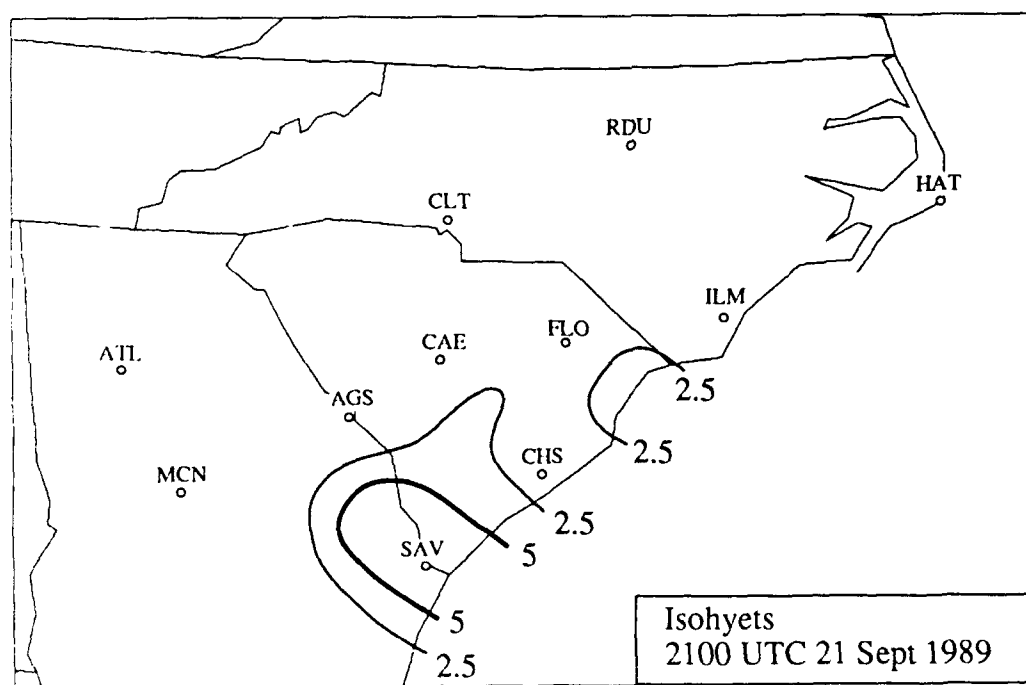 RDU
HAT
CLT
ILM
FLO
CAE
ATL
AGS
2.5
2.5
CHS
MCN
2.5
5
SAV
5
2.5
Isohyets
2100 UTC 21 Sept 1989